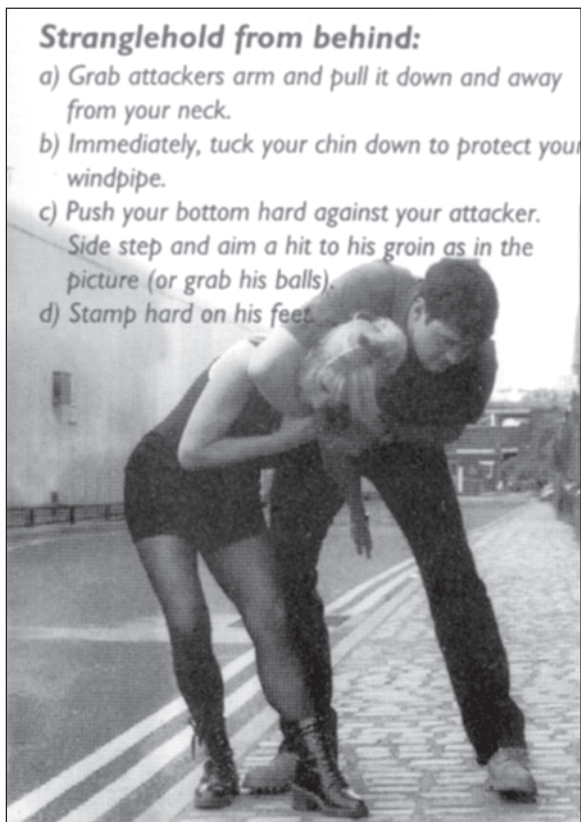 Stranglehold from behind:
a) Grab attackers arm and pull it down and away
from your neck.
b) Immediately, tuck your chin down to protect your
windpipe.
c) Push your bottom hard against your attacker.
Side step and aim a hit to his groin as in the
picture (or grab his balls).
d) Stamp hard on his feet.